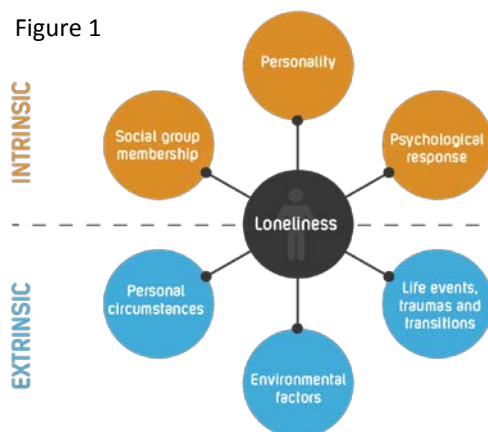 Figure 1
INTRINSIC
Personality
Social group
membership
Psychological
response
Loneliness
EXTRINSIC
Personal
circumstances
Life events,
traumas and
transitions
Environmental
factors